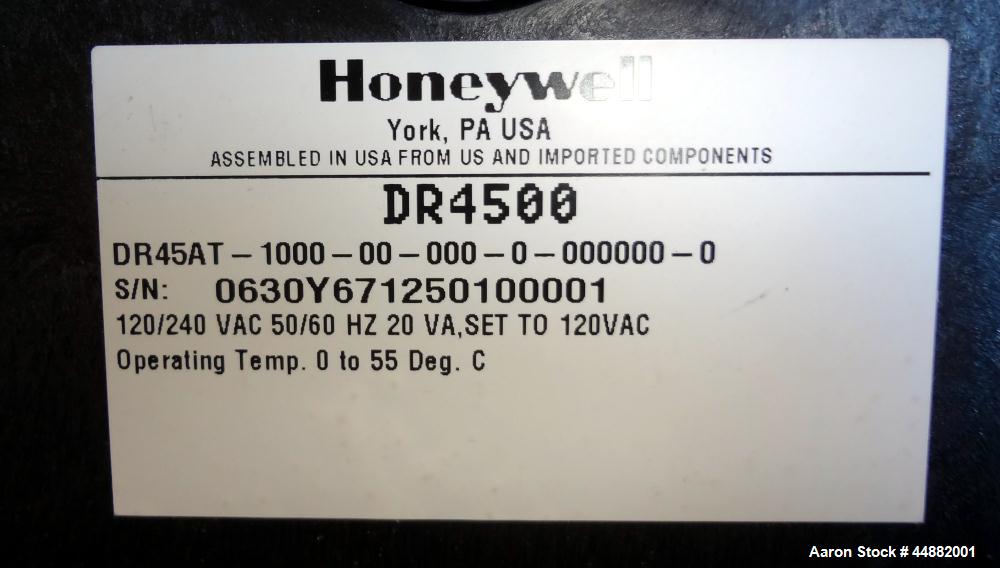 Honeywell
York, PA USA
ASSEMBLED IN USA FROM US AND IMPORTED COMPONENTS
DR4500
DR45AT – 1000 – 00 – 000 – 0 – 000000 – 0
S/N: 0630Y671250100001
120/240 VAC 50/60 HZ 20 VA,SET TO 120VAC
Operating Temp. 0 to 55 Deg. C
Aaron Stock # 44882001